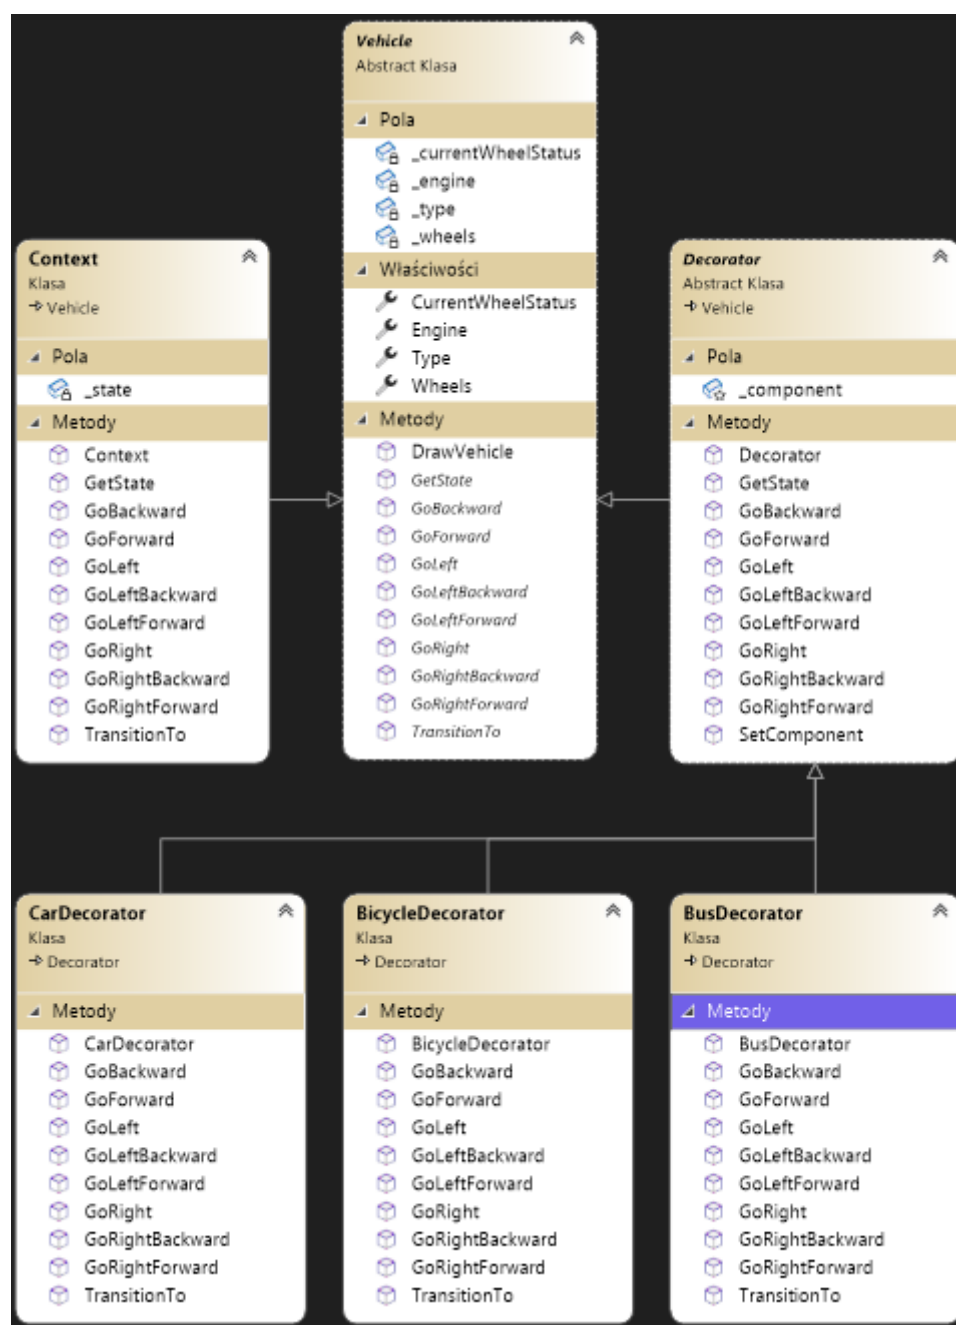 Vehicle
Abstract Klasa
Pola
_currentWheelStatus
_engine
_type
_wheels
Właściwości
CurrentWheelStatus
Engine
Type
Wheels
Metody
DrawVehicle
GetState
GoBackward
GoForward
GoLeft
GoLeftBackward
GoLeftForward
GoRight
GoRightBackward
GoRightForward
TransitionTo
Context
Klasa
Vehicle
Pola
_state
Metody
Context
GetState
GoBackward
GoForward
GoLeft
GoLeftBackward
GoLeftForward
GoRight
GoRightBackward
GoRightForward
TransitionTo
Decorator
Abstract Klasa
Vehicle
Pola
_component
Metody
Decorator
GetState
GoBackward
GoForward
GoLeft
GoLeftBackward
GoLeftForward
GoRight
GoRightBackward
GoRightForward
SetComponent
CarDecorator
Klasa
Decorator
Metody
CarDecorator
GoBackward
GoForward
GoLeft
GoLeftBackward
GoLeftForward
GoRight
GoRightBackward
GoRightForward
TransitionTo
BicycleDecorator
Klasa
Decorator
Metody
BicycleDecorator
GoBackward
GoForward
GoLeft
GoLeftBackward
GoLeftForward
GoRight
GoRightBackward
GoRightForward
TransitionTo
BusDecorator
Klasa
Decorator
Metody
BusDecorator
GoBackward
GoForward
GoLeft
GoLeftBackward
GoLeftForward
GoRight
GoRightBackward
GoRightForward
TransitionTo